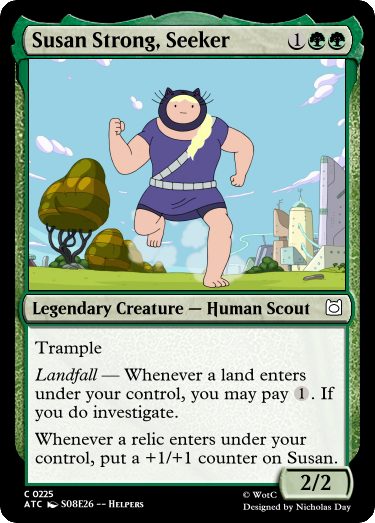 Susan Strong, Seeker 1
Legendary Creature — Human Scout
Trample
Landfall — Whenever a land enters
under your control, you may pay 1. If
you do investigate.
Whenever a relic enters under your
control, put a +1/+1 counter on Susan.
2/2
C 0225
ATC S08E26 -- Helpers
© WotC
Designed by Nicholas Day